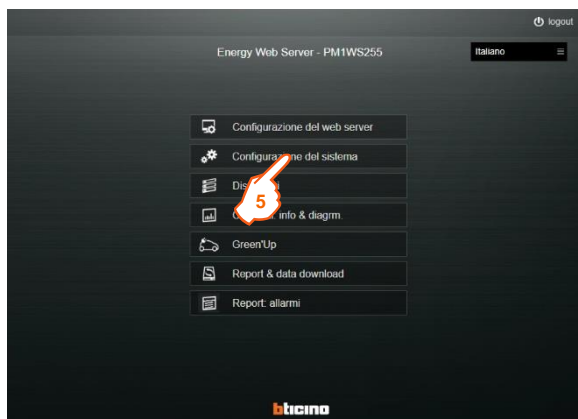 logout
Energy Web Server - PM1WS255
Italiano
Configurazione del web server
Configurazione del sistema
5
info & diagrm.
Green'Up
Report & data download
Report: allarmi
bticino